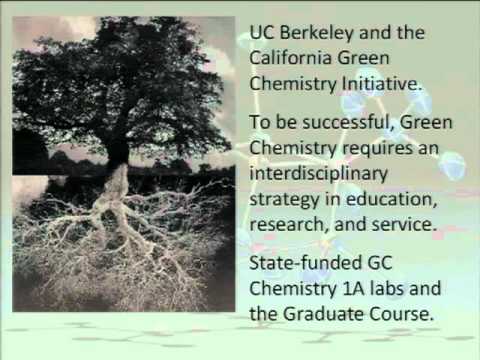 UC Berkeley and the
California Green
Chemistry Initiative.
To be successful, Green
Chemistry requires an
interdisciplinary
strategy in education,
research, and service.
State-funded GC
Chemistry 1A labs and
the Graduate Course.